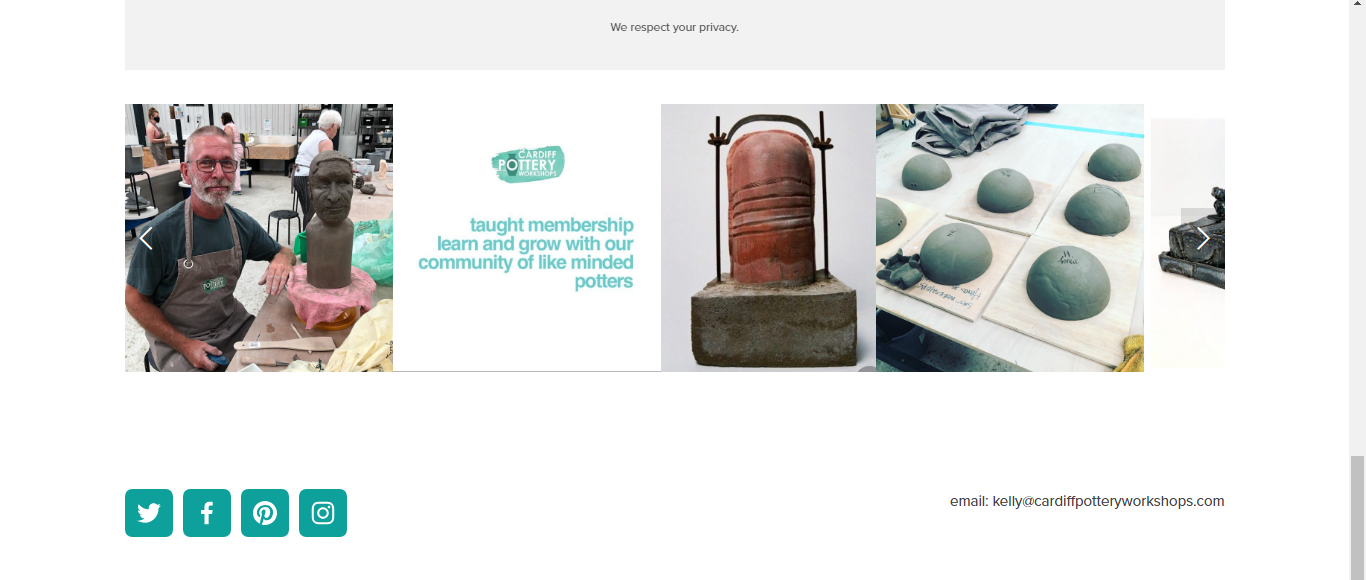 We respect your privacy.
CARDIFF
POTTERY
WORKSHOPS
taught membership
learn and grow with our
community of like minded
potters
POTTERY
email: kelly@cardiffpotteryworkshops.com